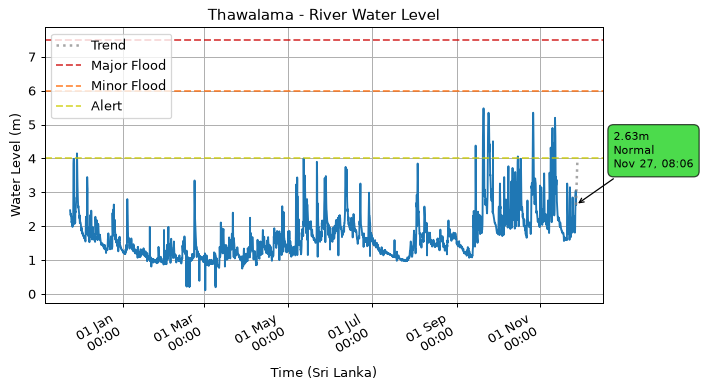 Thawalama - River Water Level
Trend
Major Flood
Minor Flood
Alert
Water Level (m)
7
6
5
4
3
2
1
0
2.63m
Normal
Nov 27, 08:06
01 Jan
00:00
01 Mar
00:00
01 May
00:00
01 Jul
00:00
01 Sep
00:00
01 Nov
00:00
Time (Sri Lanka)